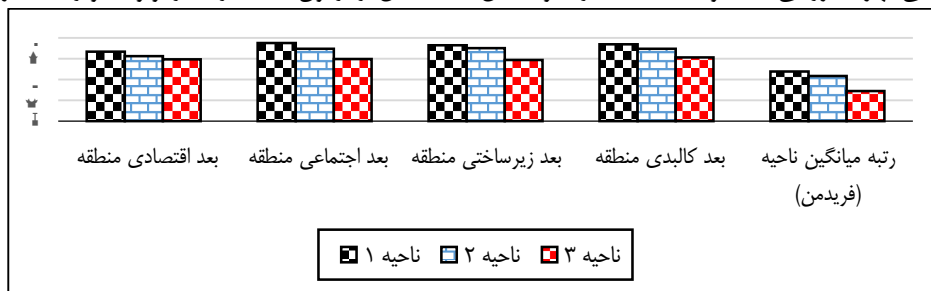 بعد اقتصادی منطقه
بعد اجتماعی منطقه
بعد زیرساختی منطقه
بعد کالبدی منطقه
رتبه میانگین ناحیه
(فریدمن)
ناحیه ۱
ناحیه ۲
ناحیه ۳